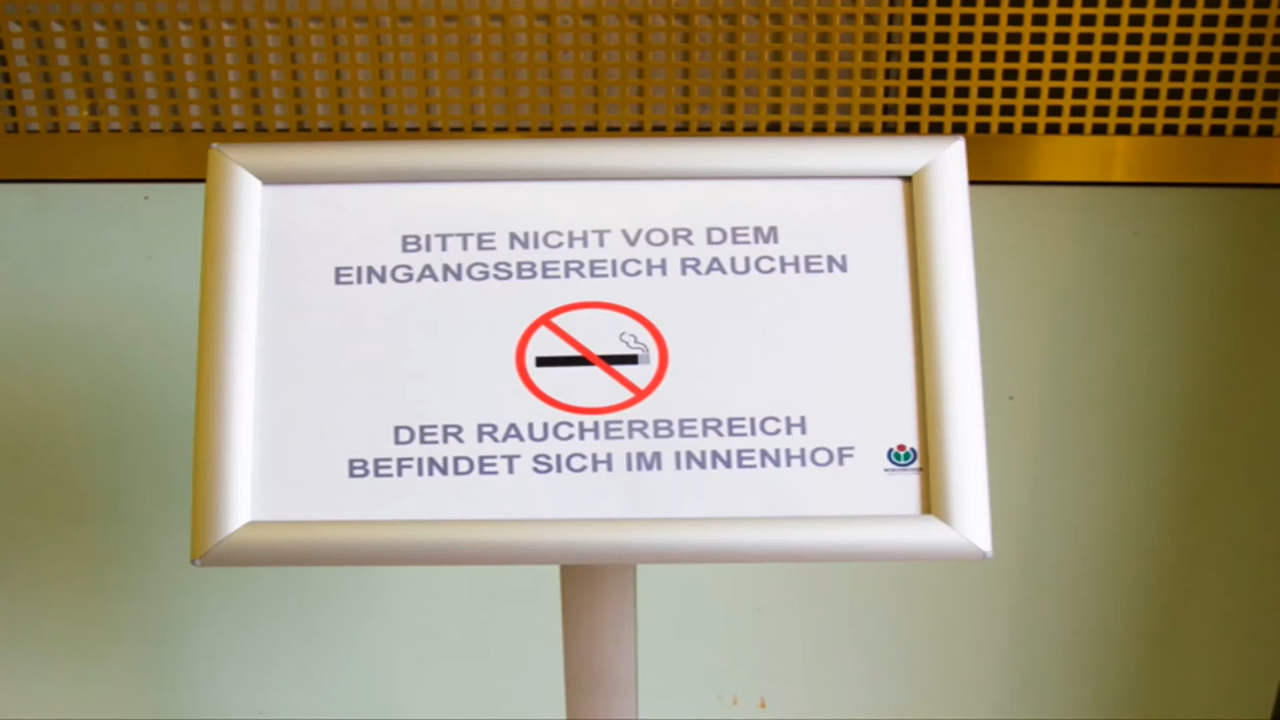 BITTE NICHT VOR DEM
EINGANGSBEREICH RAUCHEN
DER RAUCHERBEREICH
BEFINDET SICH IM INNENHOF